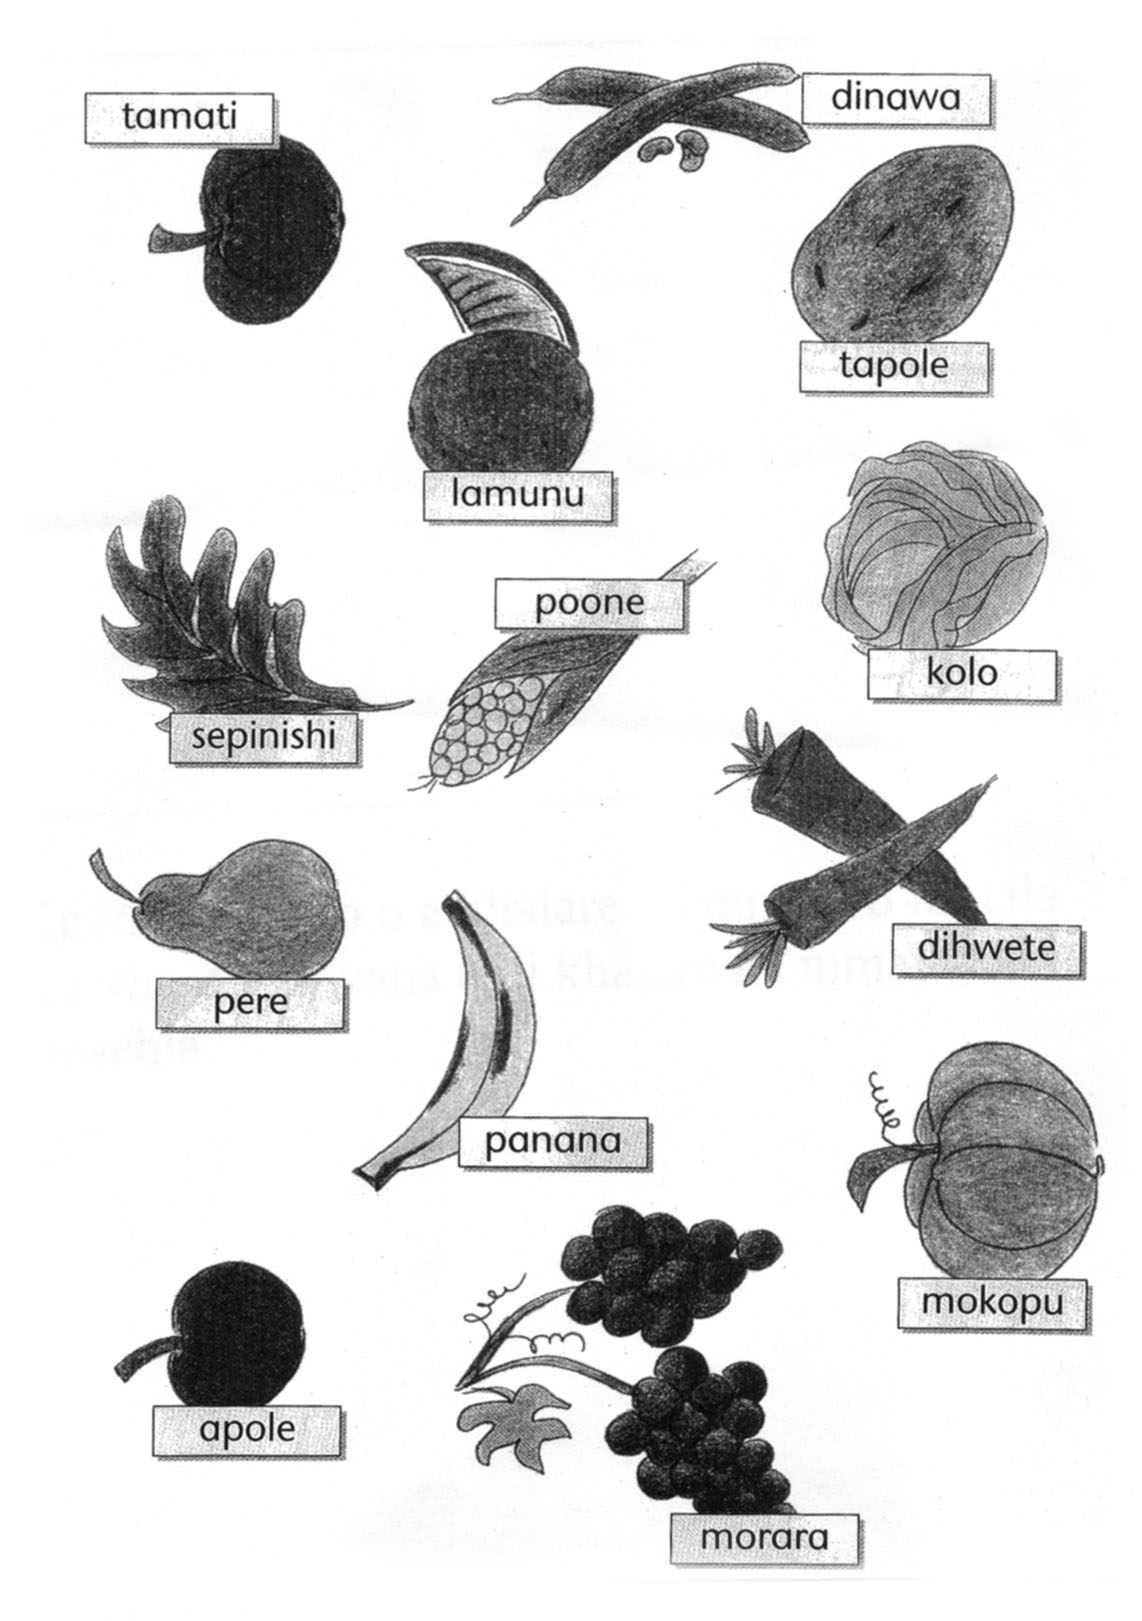 tamati
dinawa
tapole
lamunu
kolo
poone
sepinishi
dihwete
pere
panana
mokopu
apole
morara